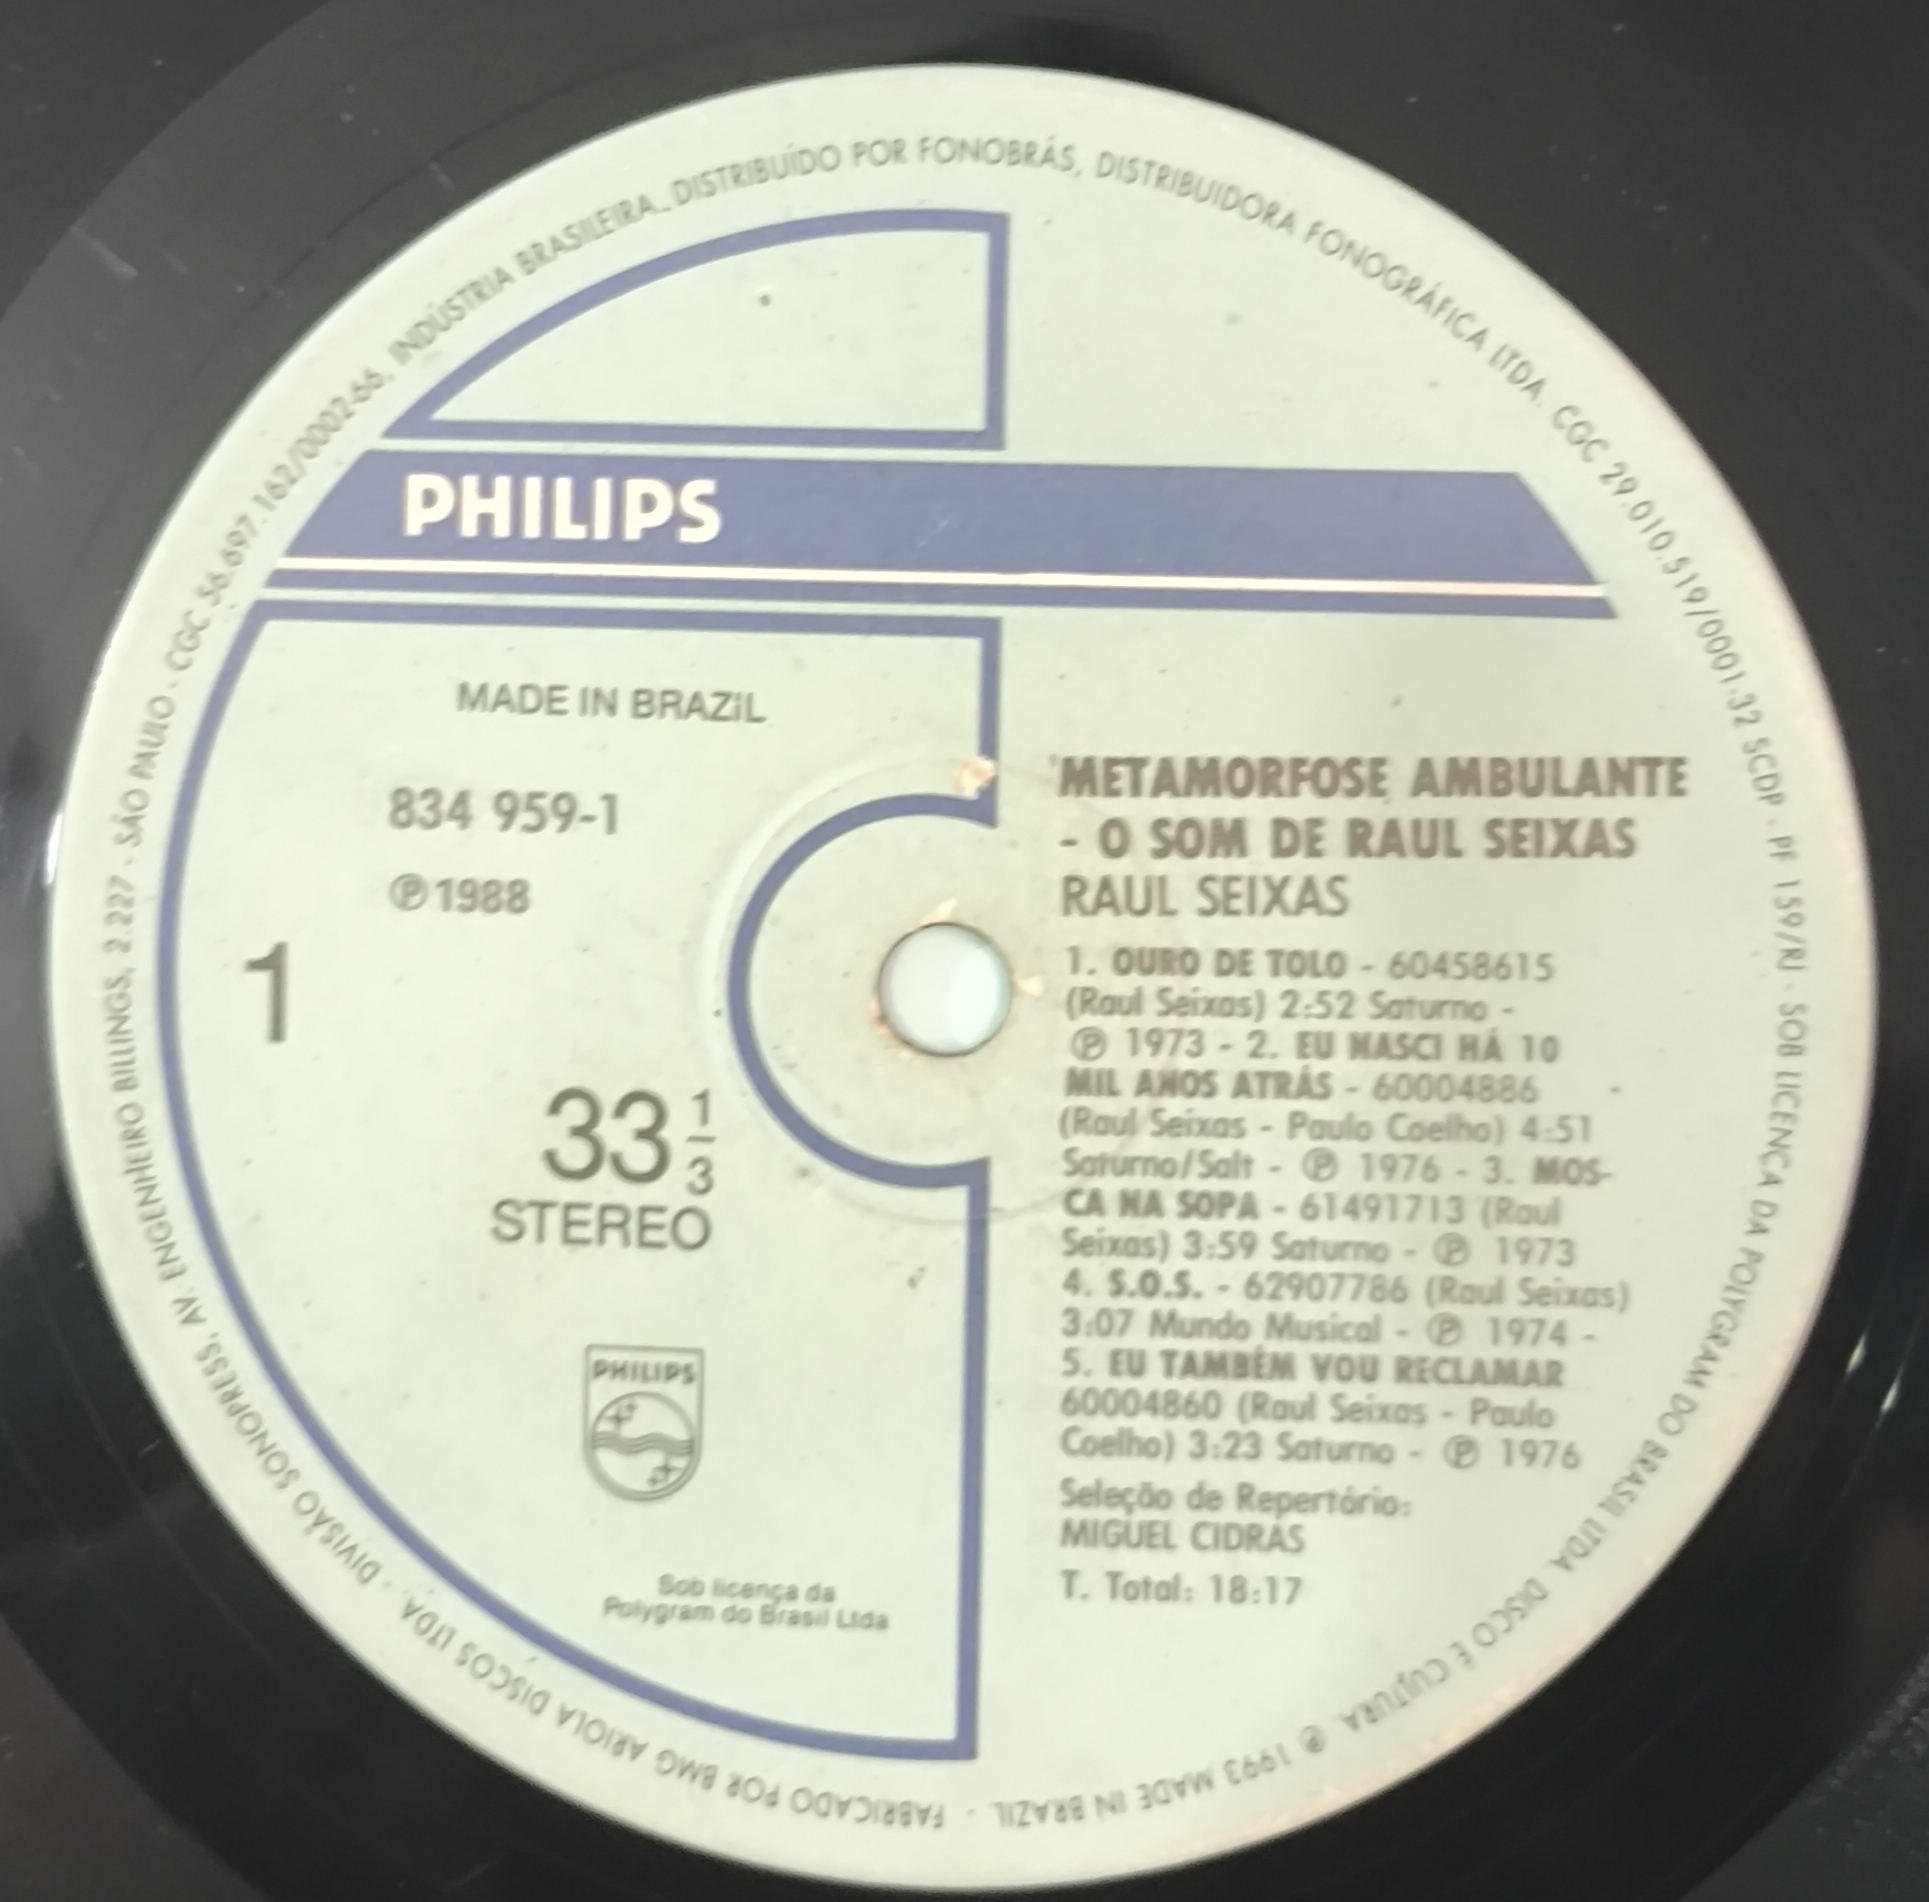 FABRICADO POR BMG ARIOLA DISCOS LTDA. - DIVISÃO SONOPRESS, AV. ENGENHEIRO BILLINGS, 2.227 - SÃO PAULO - CGC 56.697.162/0002-66, INDÚSTRIA BRASILEIRA. DISTRIBUÍDO POR FONOBRÁS, DISTRIBUIDORA FONOGRÁFICA LTDA. CGC 29.010.519/0001-32 SCDP - PF 159/RJ - SOB LICENÇA DA POLYGRAM DO BRASIL LTDA. DISCO É CULTURA. ℗ 1993 MADE IN BRAZIL -
PHILIPS
MADE IN BRAZIL
834 959-1
℗ 1988
1
33 1/3
STEREO
PHILIPS
Sob licença da
Polygram do Brasil Ltda
METAMORFOSE AMBULANTE
- O SOM DE RAUL SEIXAS
RAUL SEIXAS
1. OURO DE TOLO - 60458615
(Raul Seixas) 2:52 Saturno -
℗ 1973 - 2. EU NASCI HÁ 10
MIL ANOS ATRÁS - 60004886
(Raul Seixas - Paulo Coelho) 4:51
Saturno/Salt - ℗ 1976 - 3. MOS-
CA NA SOPA - 61491713 (Raul
Seixas) 3:59 Saturno - ℗ 1973
4. S.O.S. - 62907786 (Raul Seixas)
3:07 Mundo Musical - ℗ 1974 -
5. EU TAMBÉM VOU RECLAMAR
60004860 (Raul Seixas - Paulo
Coelho) 3:23 Saturno - ℗ 1976
Seleção de Repertório:
MIGUEL CIDRAS
T. Total: 18:17